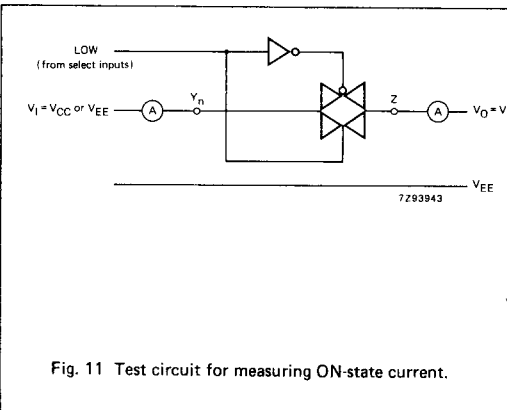 LOW
(from select inputs)
V_I = V_CC or V_EE
A
Y_n
Z
A
V_O = V
V_EE
7Z93943
Fig. 11 Test circuit for measuring ON-state current.